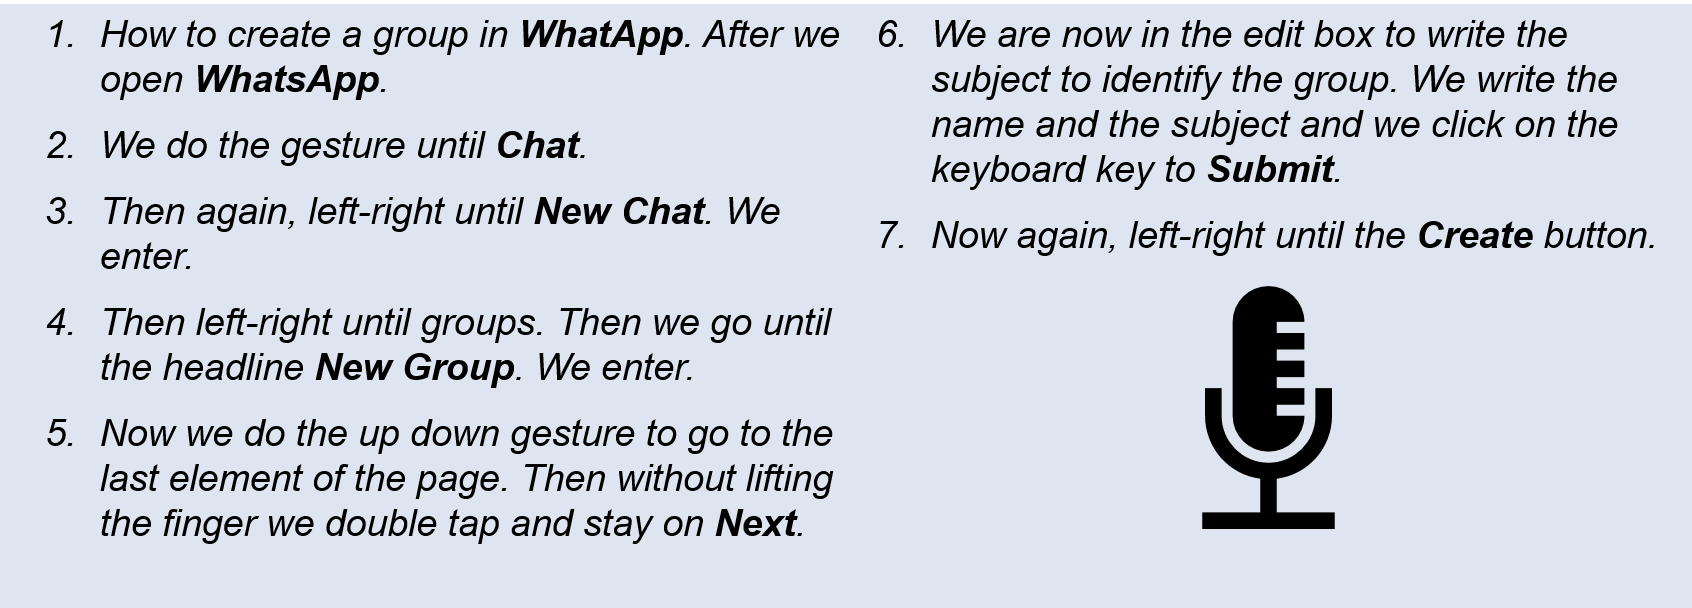 1. How to create a group in WhatApp. After we
open WhatsApp.
2. We do the gesture until Chat.
3. Then again, left-right until New Chat. We
enter.
4. Then left-right until groups. Then we go until
the headline New Group. We enter.
5. Now we do the up down gesture to go to the
last element of the page. Then without lifting
the finger we double tap and stay on Next.
6. We are now in the edit box to write the
subject to identify the group. We write the
name and the subject and we click on the
keyboard key to Submit.
7. Now again, left-right until the Create button.